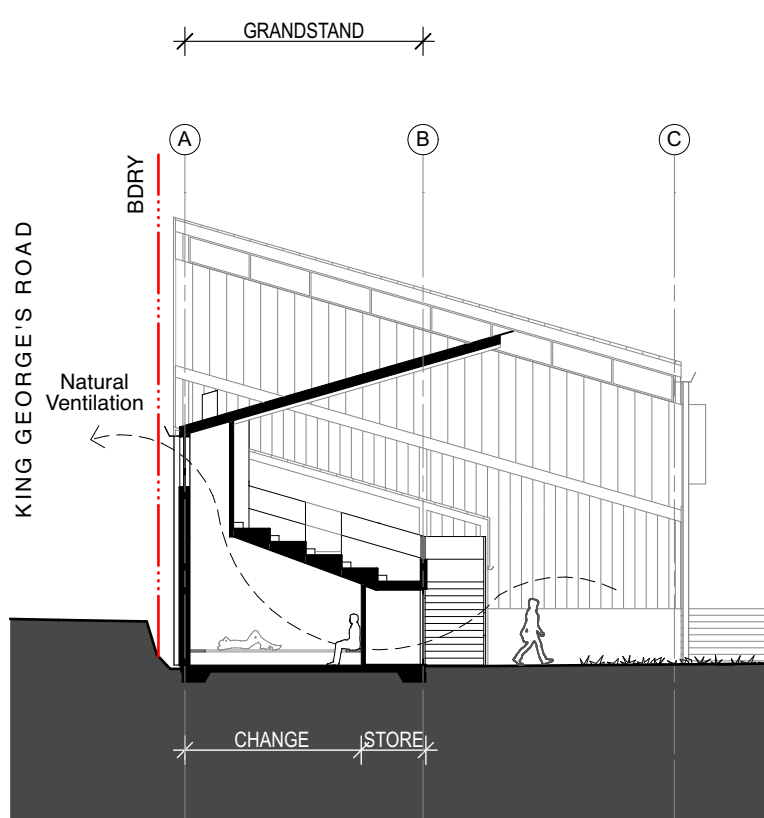 GRANDSTAND
A
B
C
BDRY
KING GEORGE'S ROAD
Natural
Ventilation
CHANGE
STORE